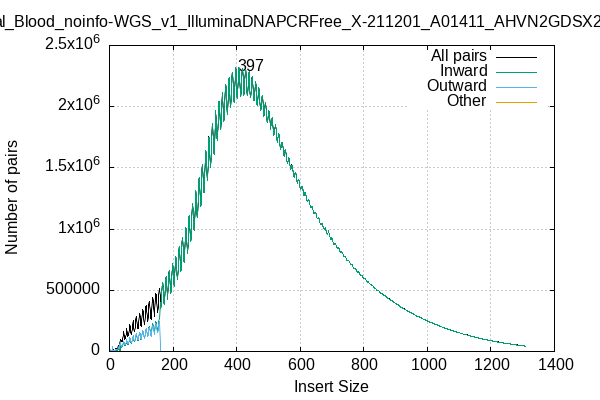 al_Blood_noinfo-WGS_v1_IlluminaDNAPCRFree_X-211201_A01411_AHVN2GDSX2
2.5x10⁶
2x10⁶
1.5x10⁶
1x10⁶
500000
0
Number of pairs
397
All pairs
Inward
Outward
Other
0 200 400 600 800 1000 1200 1400
Insert Size